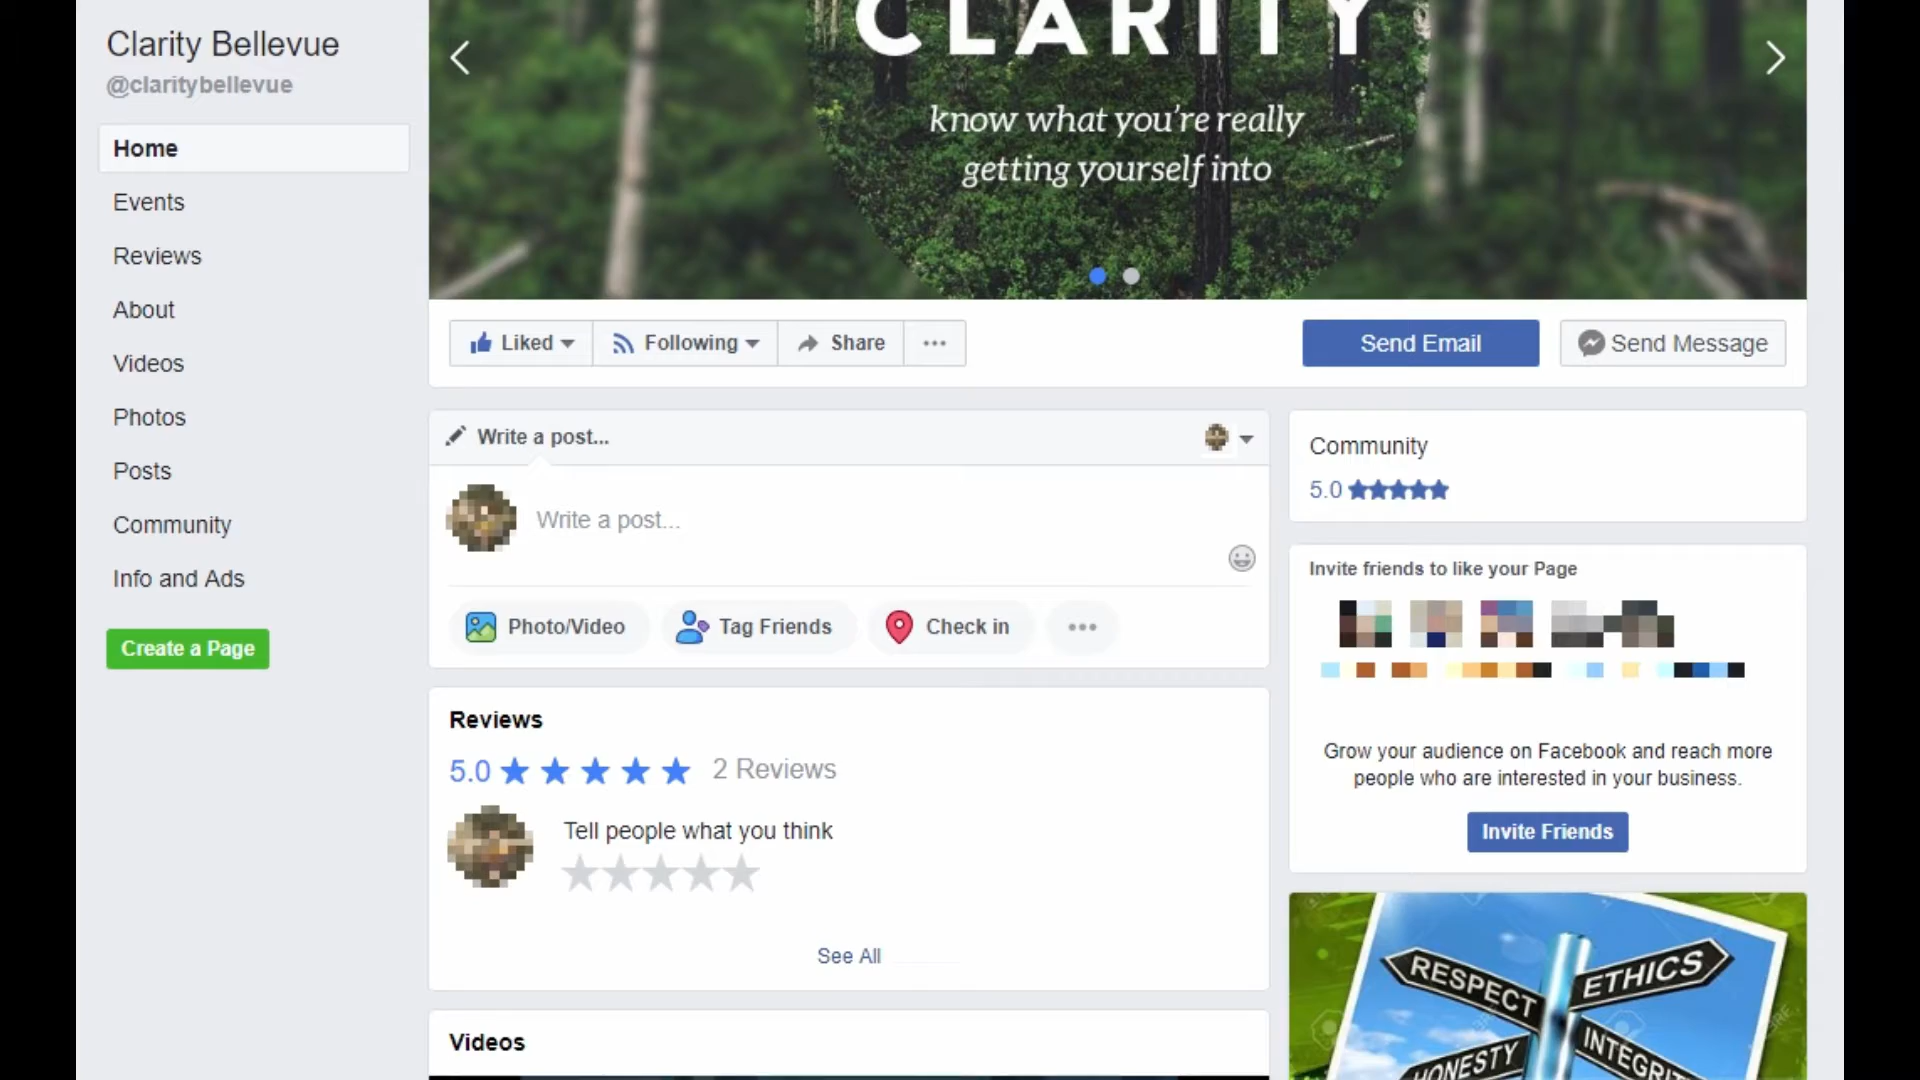 Clarity Bellevue
@claritybellevue
Home
Events
Reviews
About
Videos
Photos
Posts
Community
Info and Ads
Create a Page
CLARITY
know what you're really
getting yourself into
Liked
Following
Share
Send Email
Send Message
Write a post...
Write a post...
Photo/Video
Tag Friends
Check in
Reviews
5.0
2 Reviews
Tell people what you think
See All
Videos
Community
5.0
Invite friends to like your Page
Grow your audience on Facebook and reach more
people who are interested in your business.
Invite Friends
RESPECT
ETHICS
HONESTY
INTEGRI